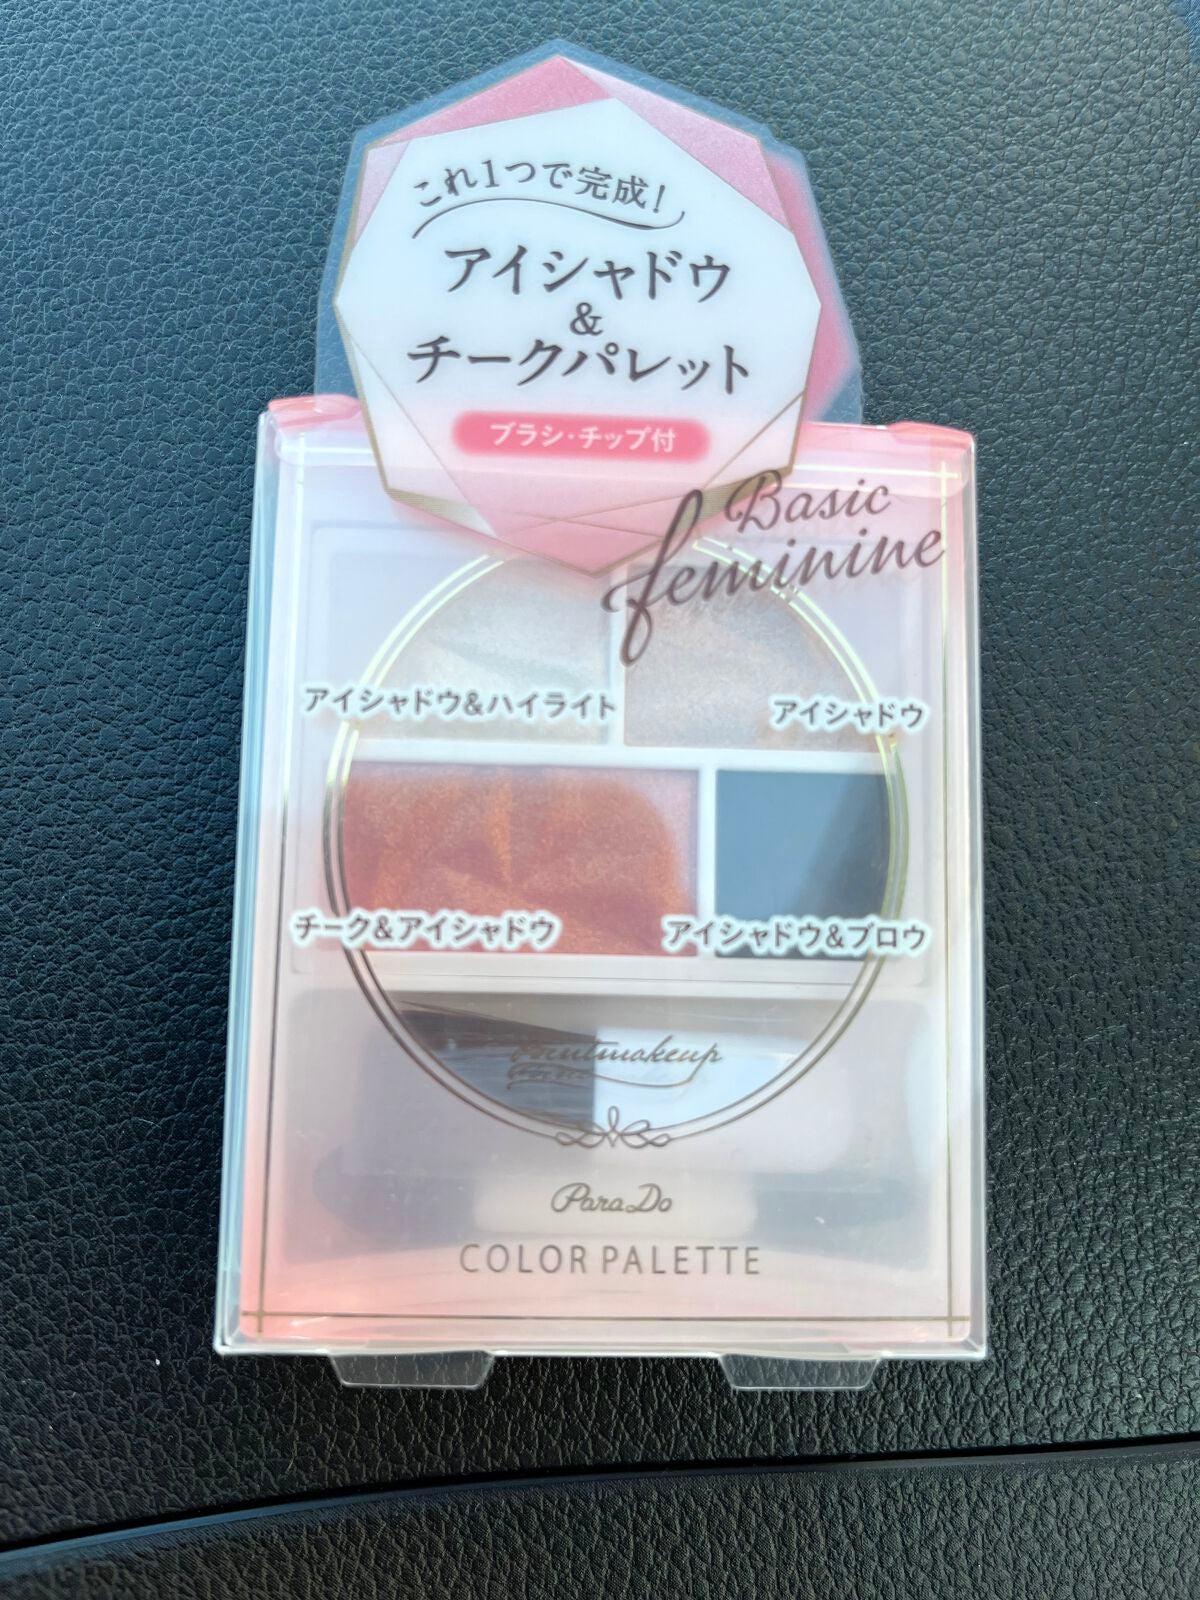 これ1つで完成!
アイシャドウ
&
チークパレット
ブラシ・チップ付
Basic
feminine
アイシャドウ&ハイライト
アイシャドウ
チーク&アイシャドウ
アイシャドウ&ブロウ
Pointmakeup
ParaDo
COLOR PALETTE